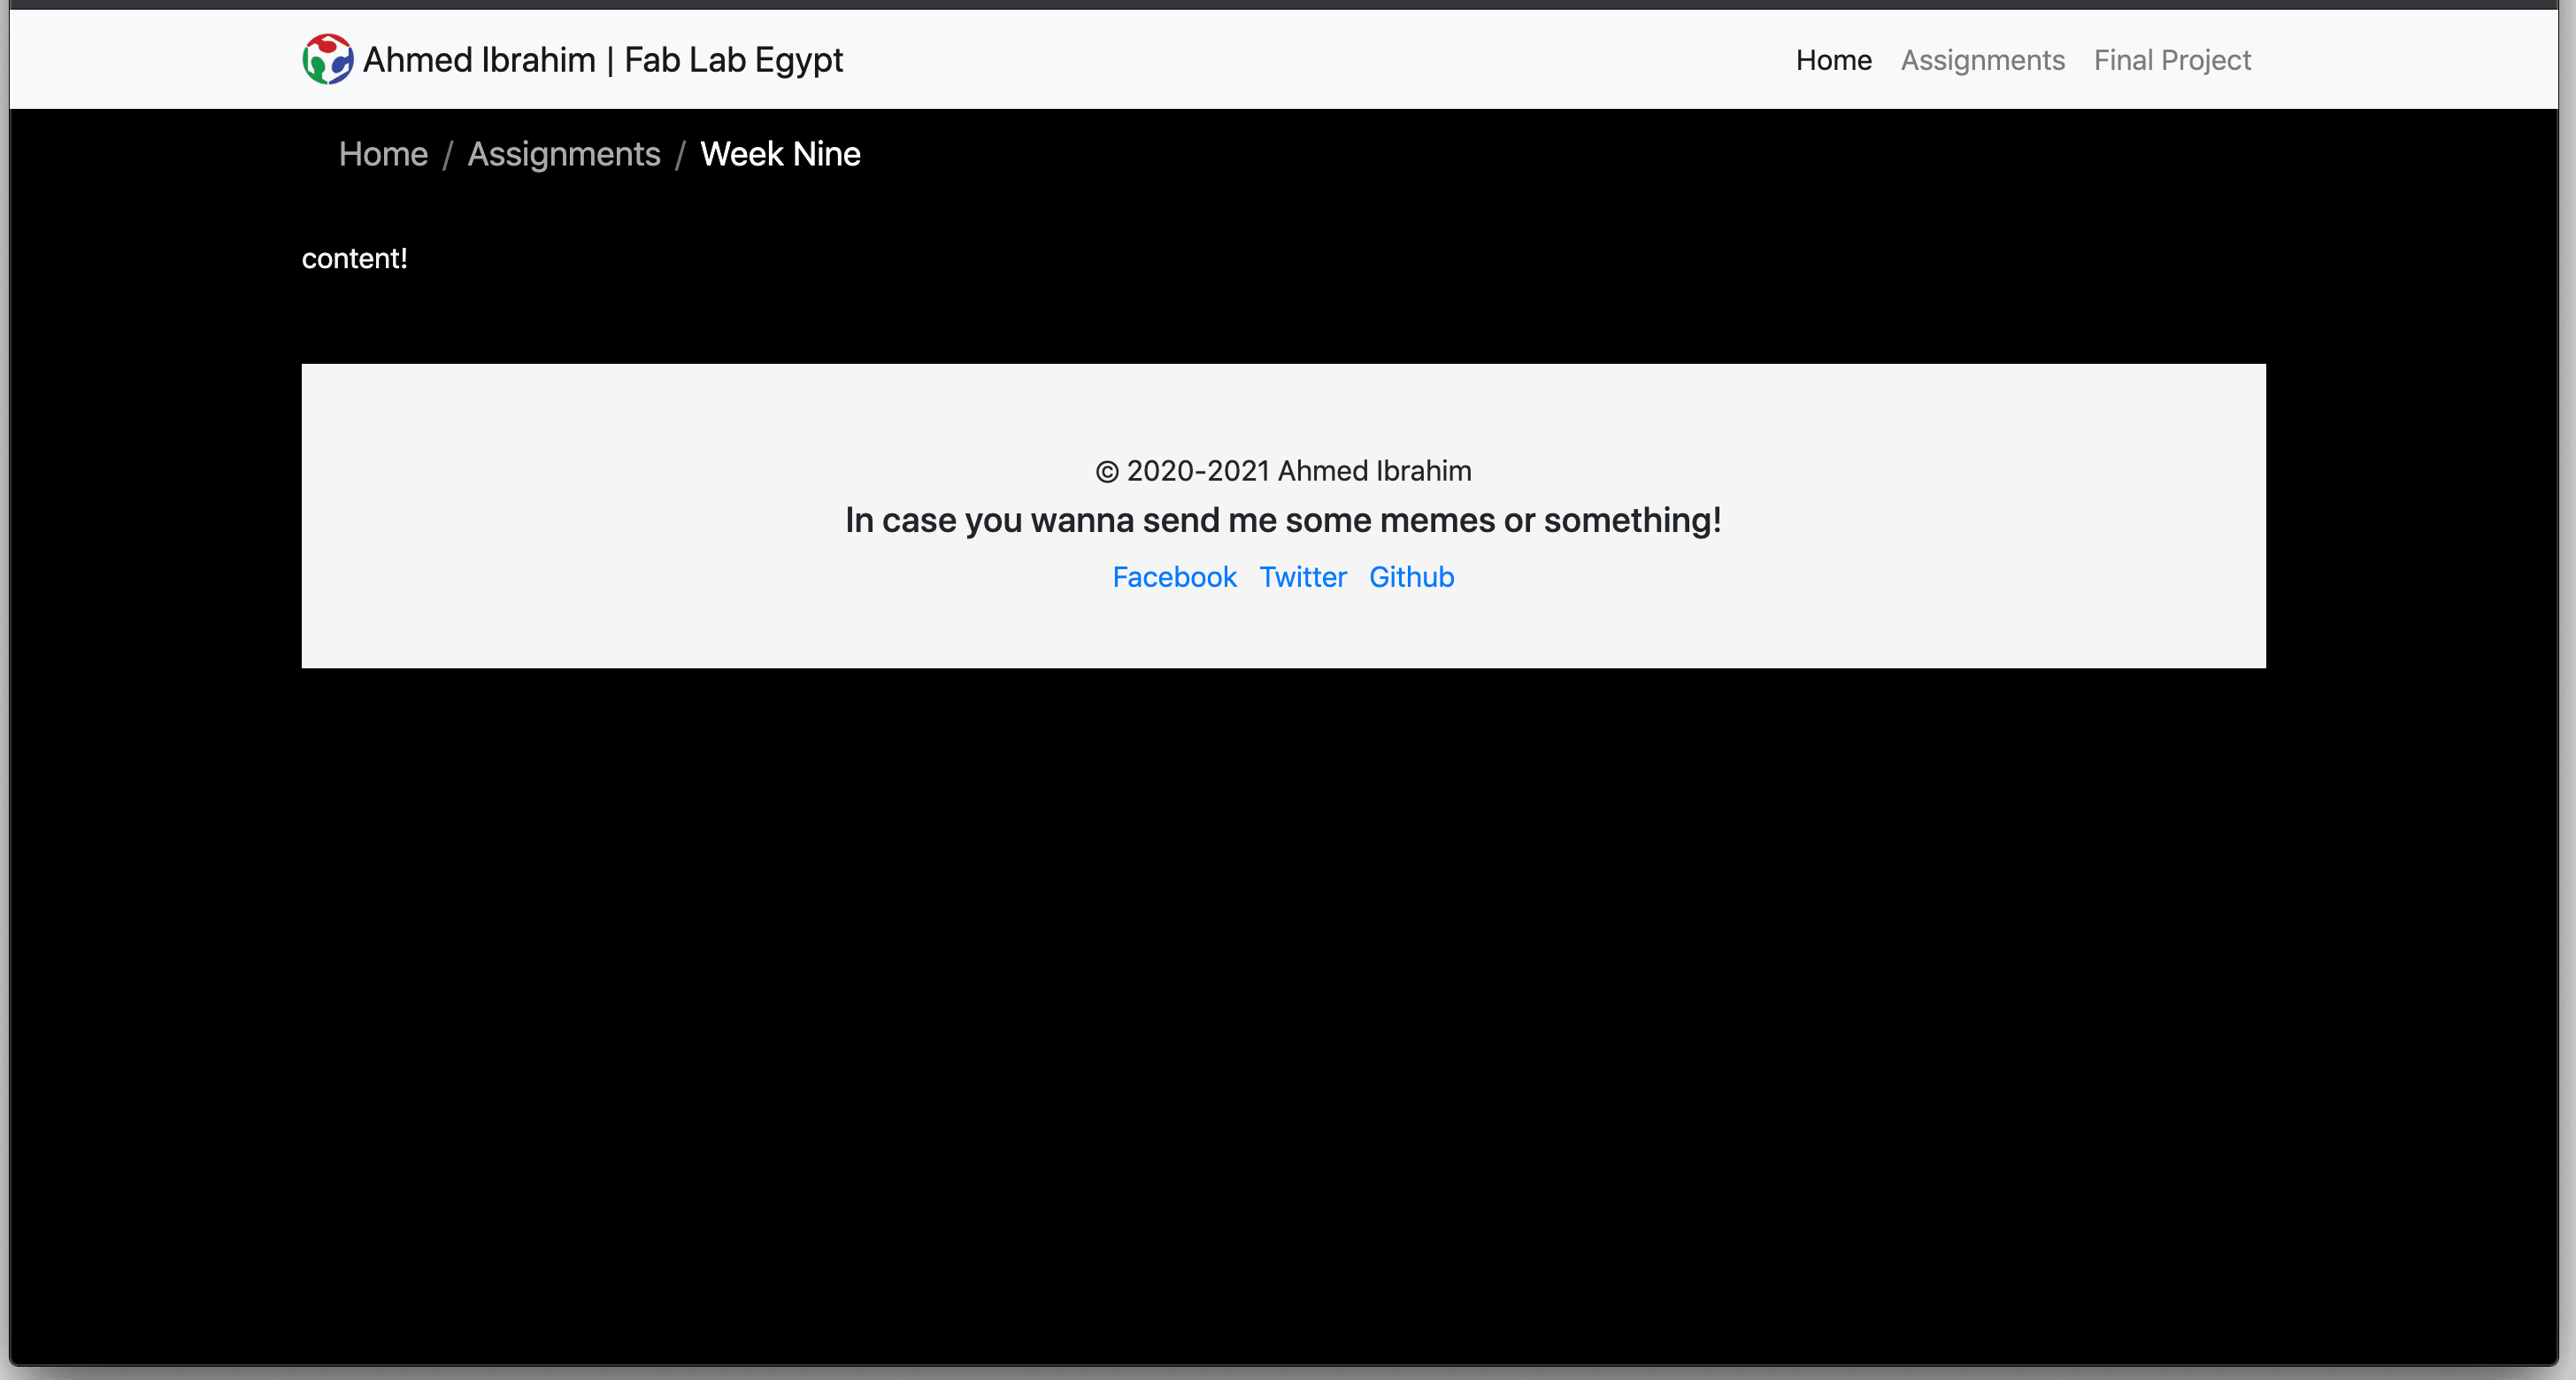 Ahmed Ibrahim | Fab Lab Egypt
Home Assignments Final Project
Home / Assignments / Week Nine
content!
© 2020-2021 Ahmed Ibrahim
In case you wanna send me some memes or something!
Facebook Twitter Github